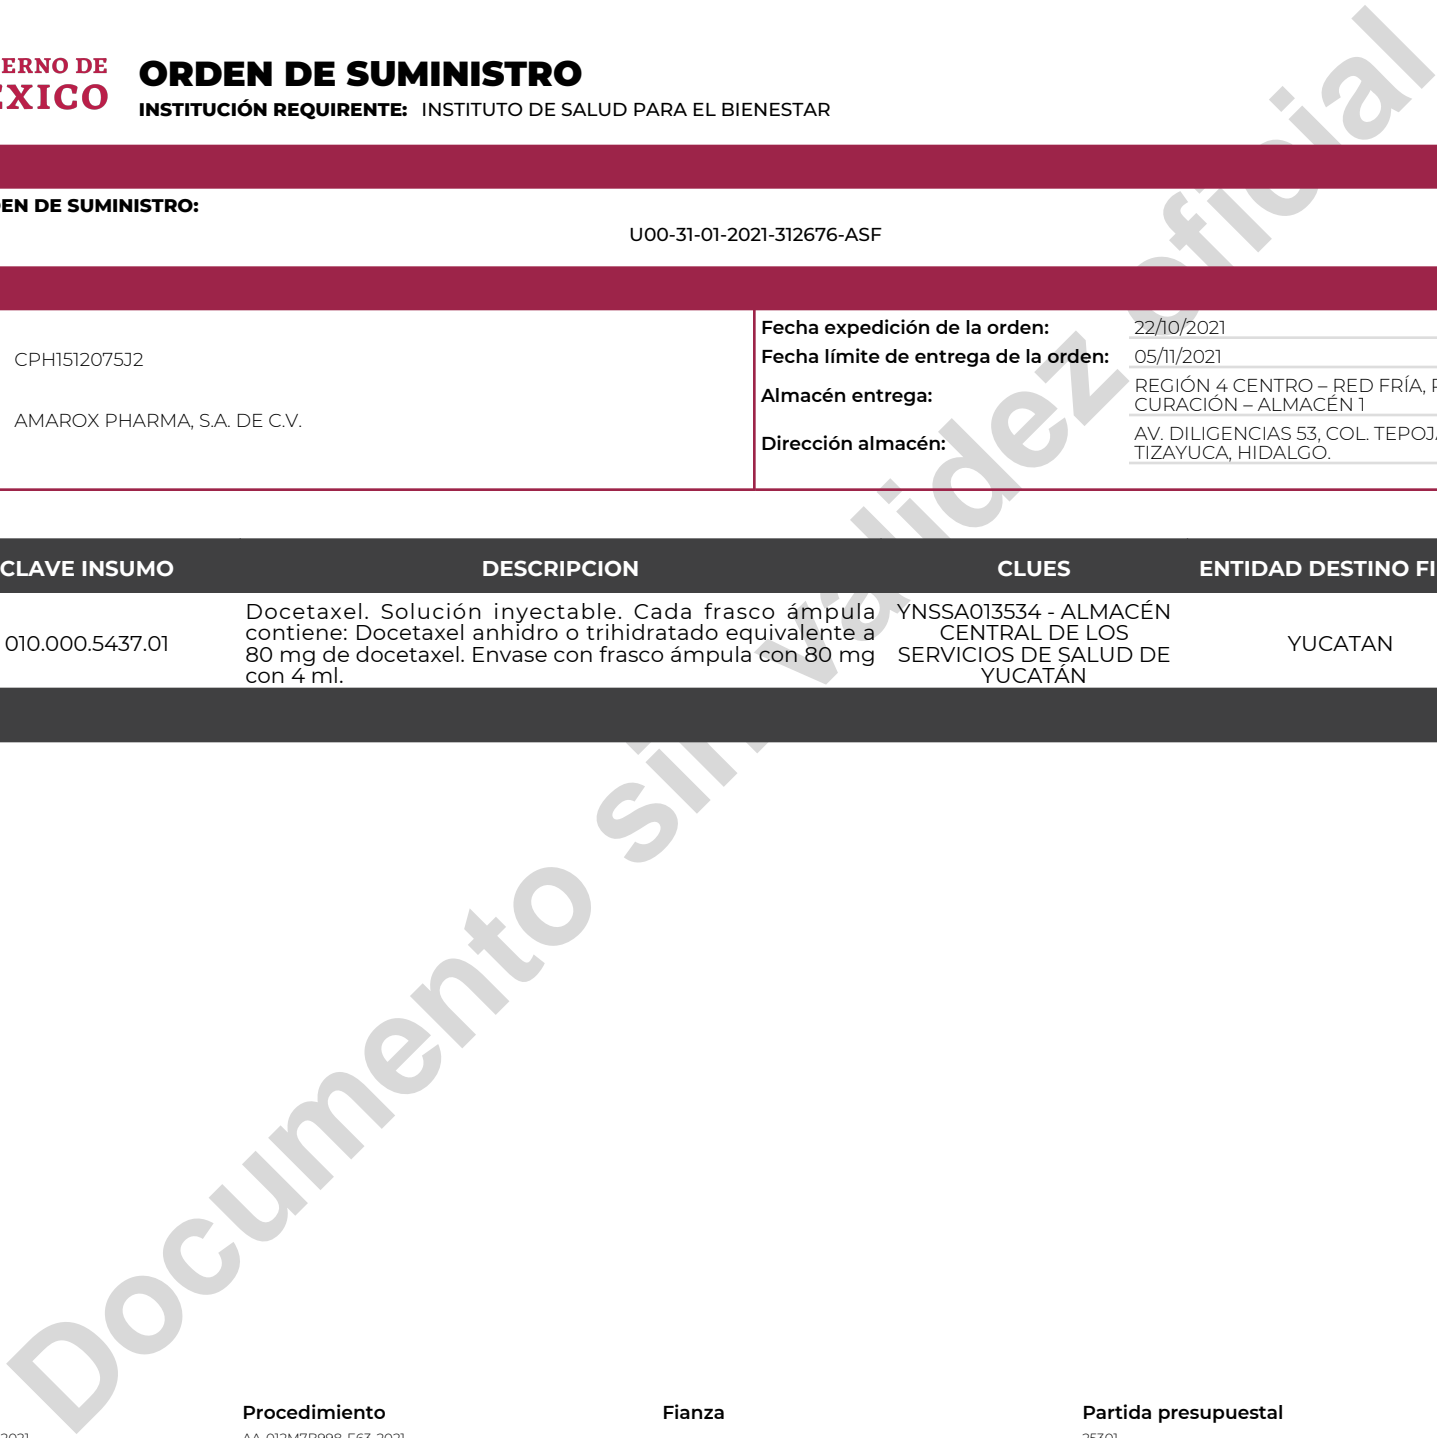 ERNO DE
EXICO
ORDEN DE SUMINISTRO
INSTITUCIÓN REQUIRENTE: INSTITUTO DE SALUD PARA EL BIENESTAR
EN DE SUMINISTRO:
U00-31-01-2021-312676-ASF
CPH1512075J2
AMAROX PHARMA, S.A. DE C.V.
Fecha expedición de la orden: 22/10/2021
Fecha límite de entrega de la orden: 05/11/2021
Almacén entrega: REGIÓN 4 CENTRO – RED FRÍA,
CURACIÓN – ALMACÉN 1
Dirección almacén: AV. DILIGENCIAS 53, COL. TEPOJA
TIZAYUCA, HIDALGO.
CLAVE INSUMO DESCRIPCION CLUES ENTIDAD DESTINO FI
010.000.5437.01
Docetaxel. Solución inyectable. Cada frasco ámpula
contiene: Docetaxel anhidro o trihidratado equivalente a
80 mg de docetaxel. Envase con frasco ámpula con 80 mg
con 4 ml.
YNSSA013534 - ALMACÉN
CENTRAL DE LOS
SERVICIOS DE SALUD DE
YUCATÁN
YUCATAN
Documento sin validez oficial
Procedimiento Fianza Partida presupuestal